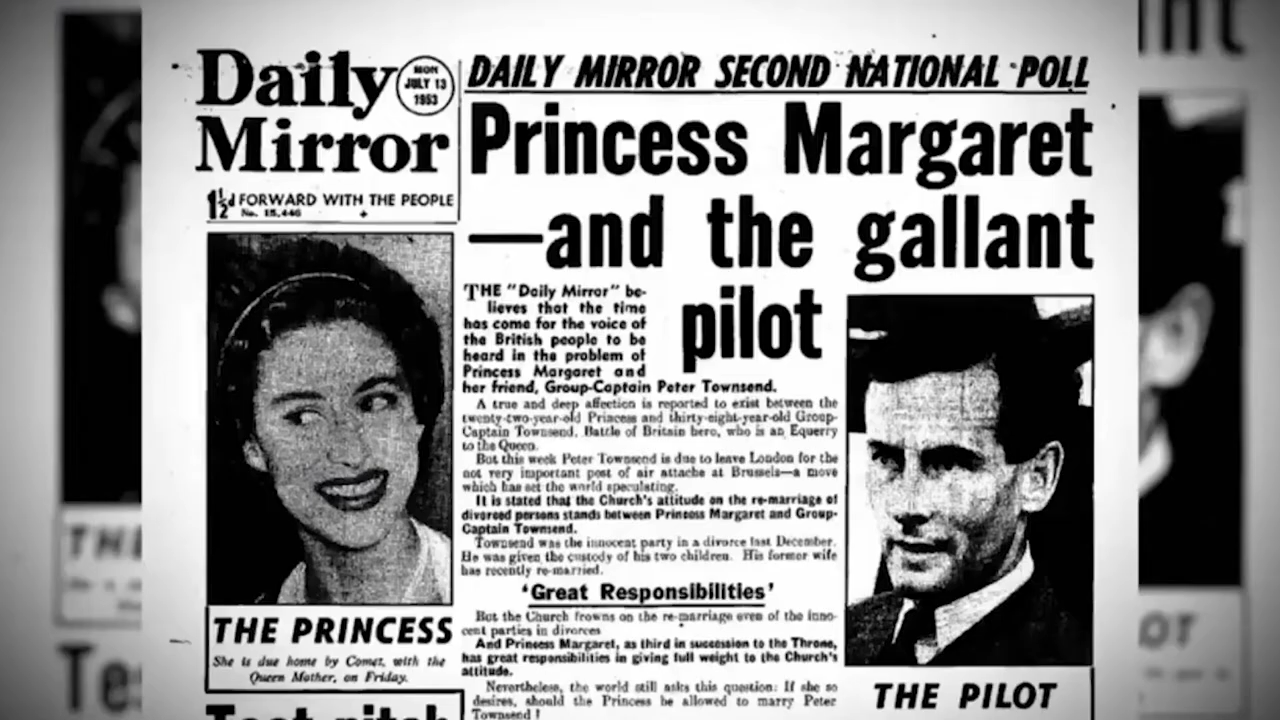 Daily
Mirror
MON
JULY 13
1953
1½d FORWARD WITH THE PEOPLE
No. 15,446
DAILY MIRROR SECOND NATIONAL POLL
Princess Margaret
—and the gallant
pilot
THE "Daily Mirror" be-
lieves that the time
has come for the voice of
the British people to be
heard in the problem of
Princess Margaret and
her friend, Group-Captain Peter Townsend.
A true and deep affection is reported to exist between the
twenty-two-year-old Princess and thirty-eight-year-old Group-
Captain Townsend, Battle of Britain hero, who is an Equerry
to the Queen.
But this week Peter Townsend is due to leave London for the
not very important post of air attache at Brussels—a move
which has set the world speculating.
It is stated that the Church's attitude on the re-marriage of
divorced persons stands between Princess Margaret and Group-
Captain Townsend.
Townsend was the innocent party in a divorce last December.
He was given the custody of his two children. His former wife
has recently re-married.
'Great Responsibilities'
But the Church frowns on the re-marriage even of the inno-
cent parties in divorces
And Princess Margaret, as third in succession to the Throne,
has great responsibilities in giving full weight to the Church's
attitude.
Nevertheless, the world still asks this question: If she so
desires, should the Princess be allowed to marry Peter
Townsend?
THE PRINCESS
She is due home by Comet, with the
Queen Mother, on Friday.
Test pitch
THE PILOT